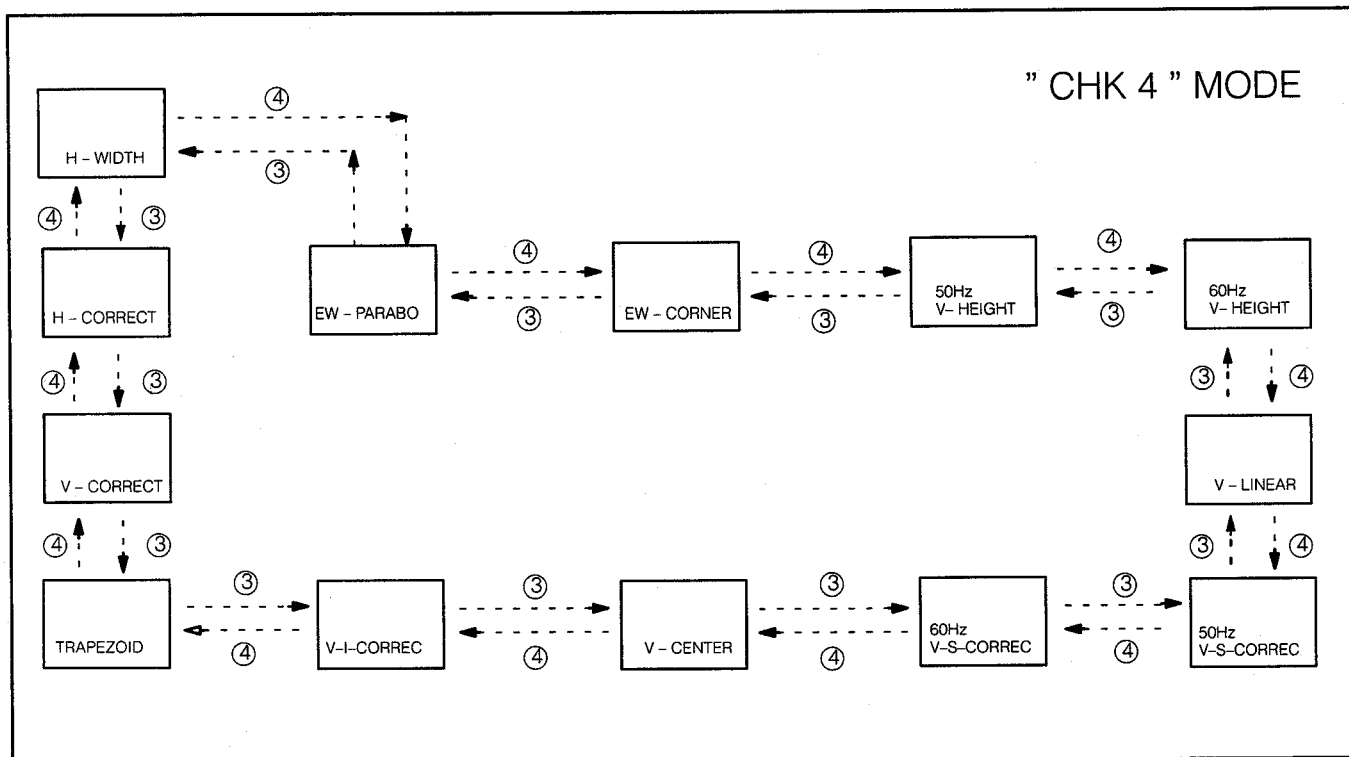 " CHK 4 " MODE
④
H – WIDTH
③
④
③
④
④
④
H – CORRECT
EW – PARABO
EW – CORNER
50Hz
V– HEIGHT
60Hz
V– HEIGHT
③
③
③
④
③
③
④
V – CORRECT
V – LINEAR
④
③
③
④
③
③
③
③
TRAPEZOID
V–I–CORREC
V – CENTER
60Hz
V–S–CORREC
50Hz
V–S–CORREC
④
④
④
④